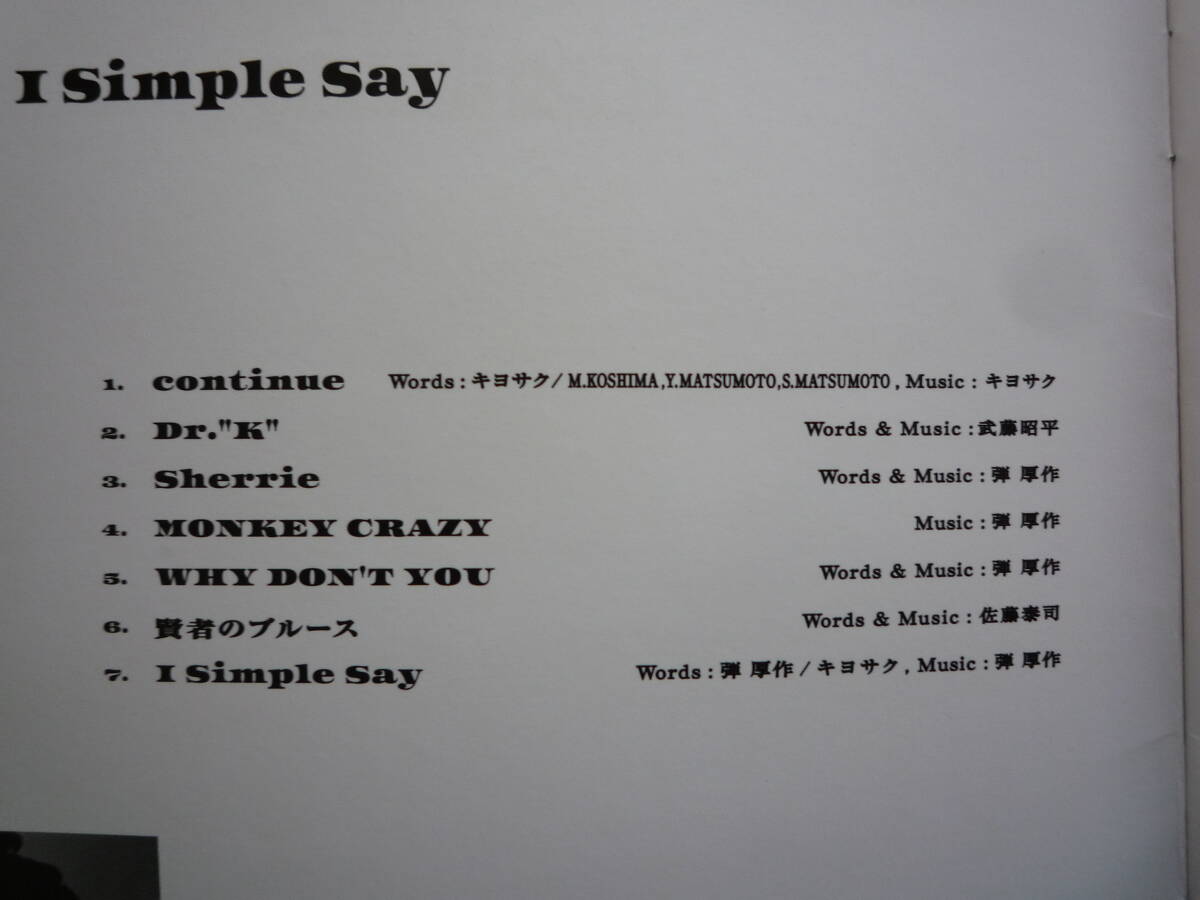 I Simple Say
1. continue Words : キヨサク / M.KOSHIMA,Y.MATSUMOTO,S.MATSUMOTO , Music : キヨサク
2. Dr."K" Words & Music : 武藤昭平
3. Sherrie Words & Music : 弾 厚作
4. MONKEY CRAZY Music : 弾 厚作
5. WHY DON'T YOU Words & Music : 弾 厚作
6. 賢者のブルース Words & Music : 佐藤泰司
7. I Simple Say Words : 弾 厚作 / キヨサク , Music : 弾 厚作